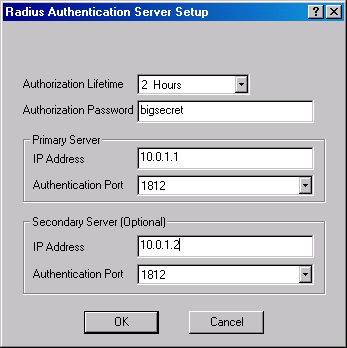 Radius Authentication Server Setup
Authorization Lifetime 2 Hours
Authorization Password bigsecret
Primary Server
IP Address 10.0.1.1
Authentication Port 1812
Secondary Server (Optional)
IP Address 10.0.1.2
Authentication Port 1812
OK Cancel